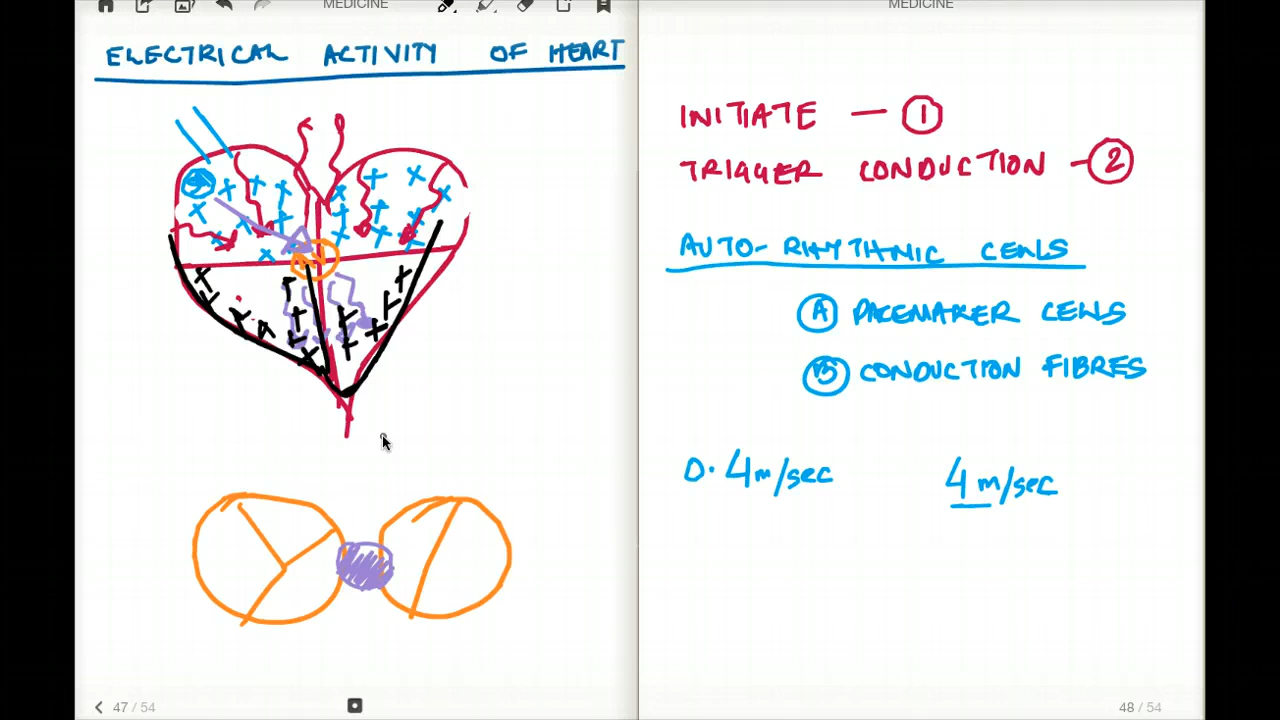 MEDICINE
ELECTRICAL ACTIVITY OF HEART
47 / 54
MEDICINE
INITIATE — 1
TRIGGER CONDUCTION - 2
AUTO-RHYTHNIC CELLS
A PACEMAKER CELLS
B CONDUCTION FIBRES
0.4m/sec 4m/sec
48 / 54